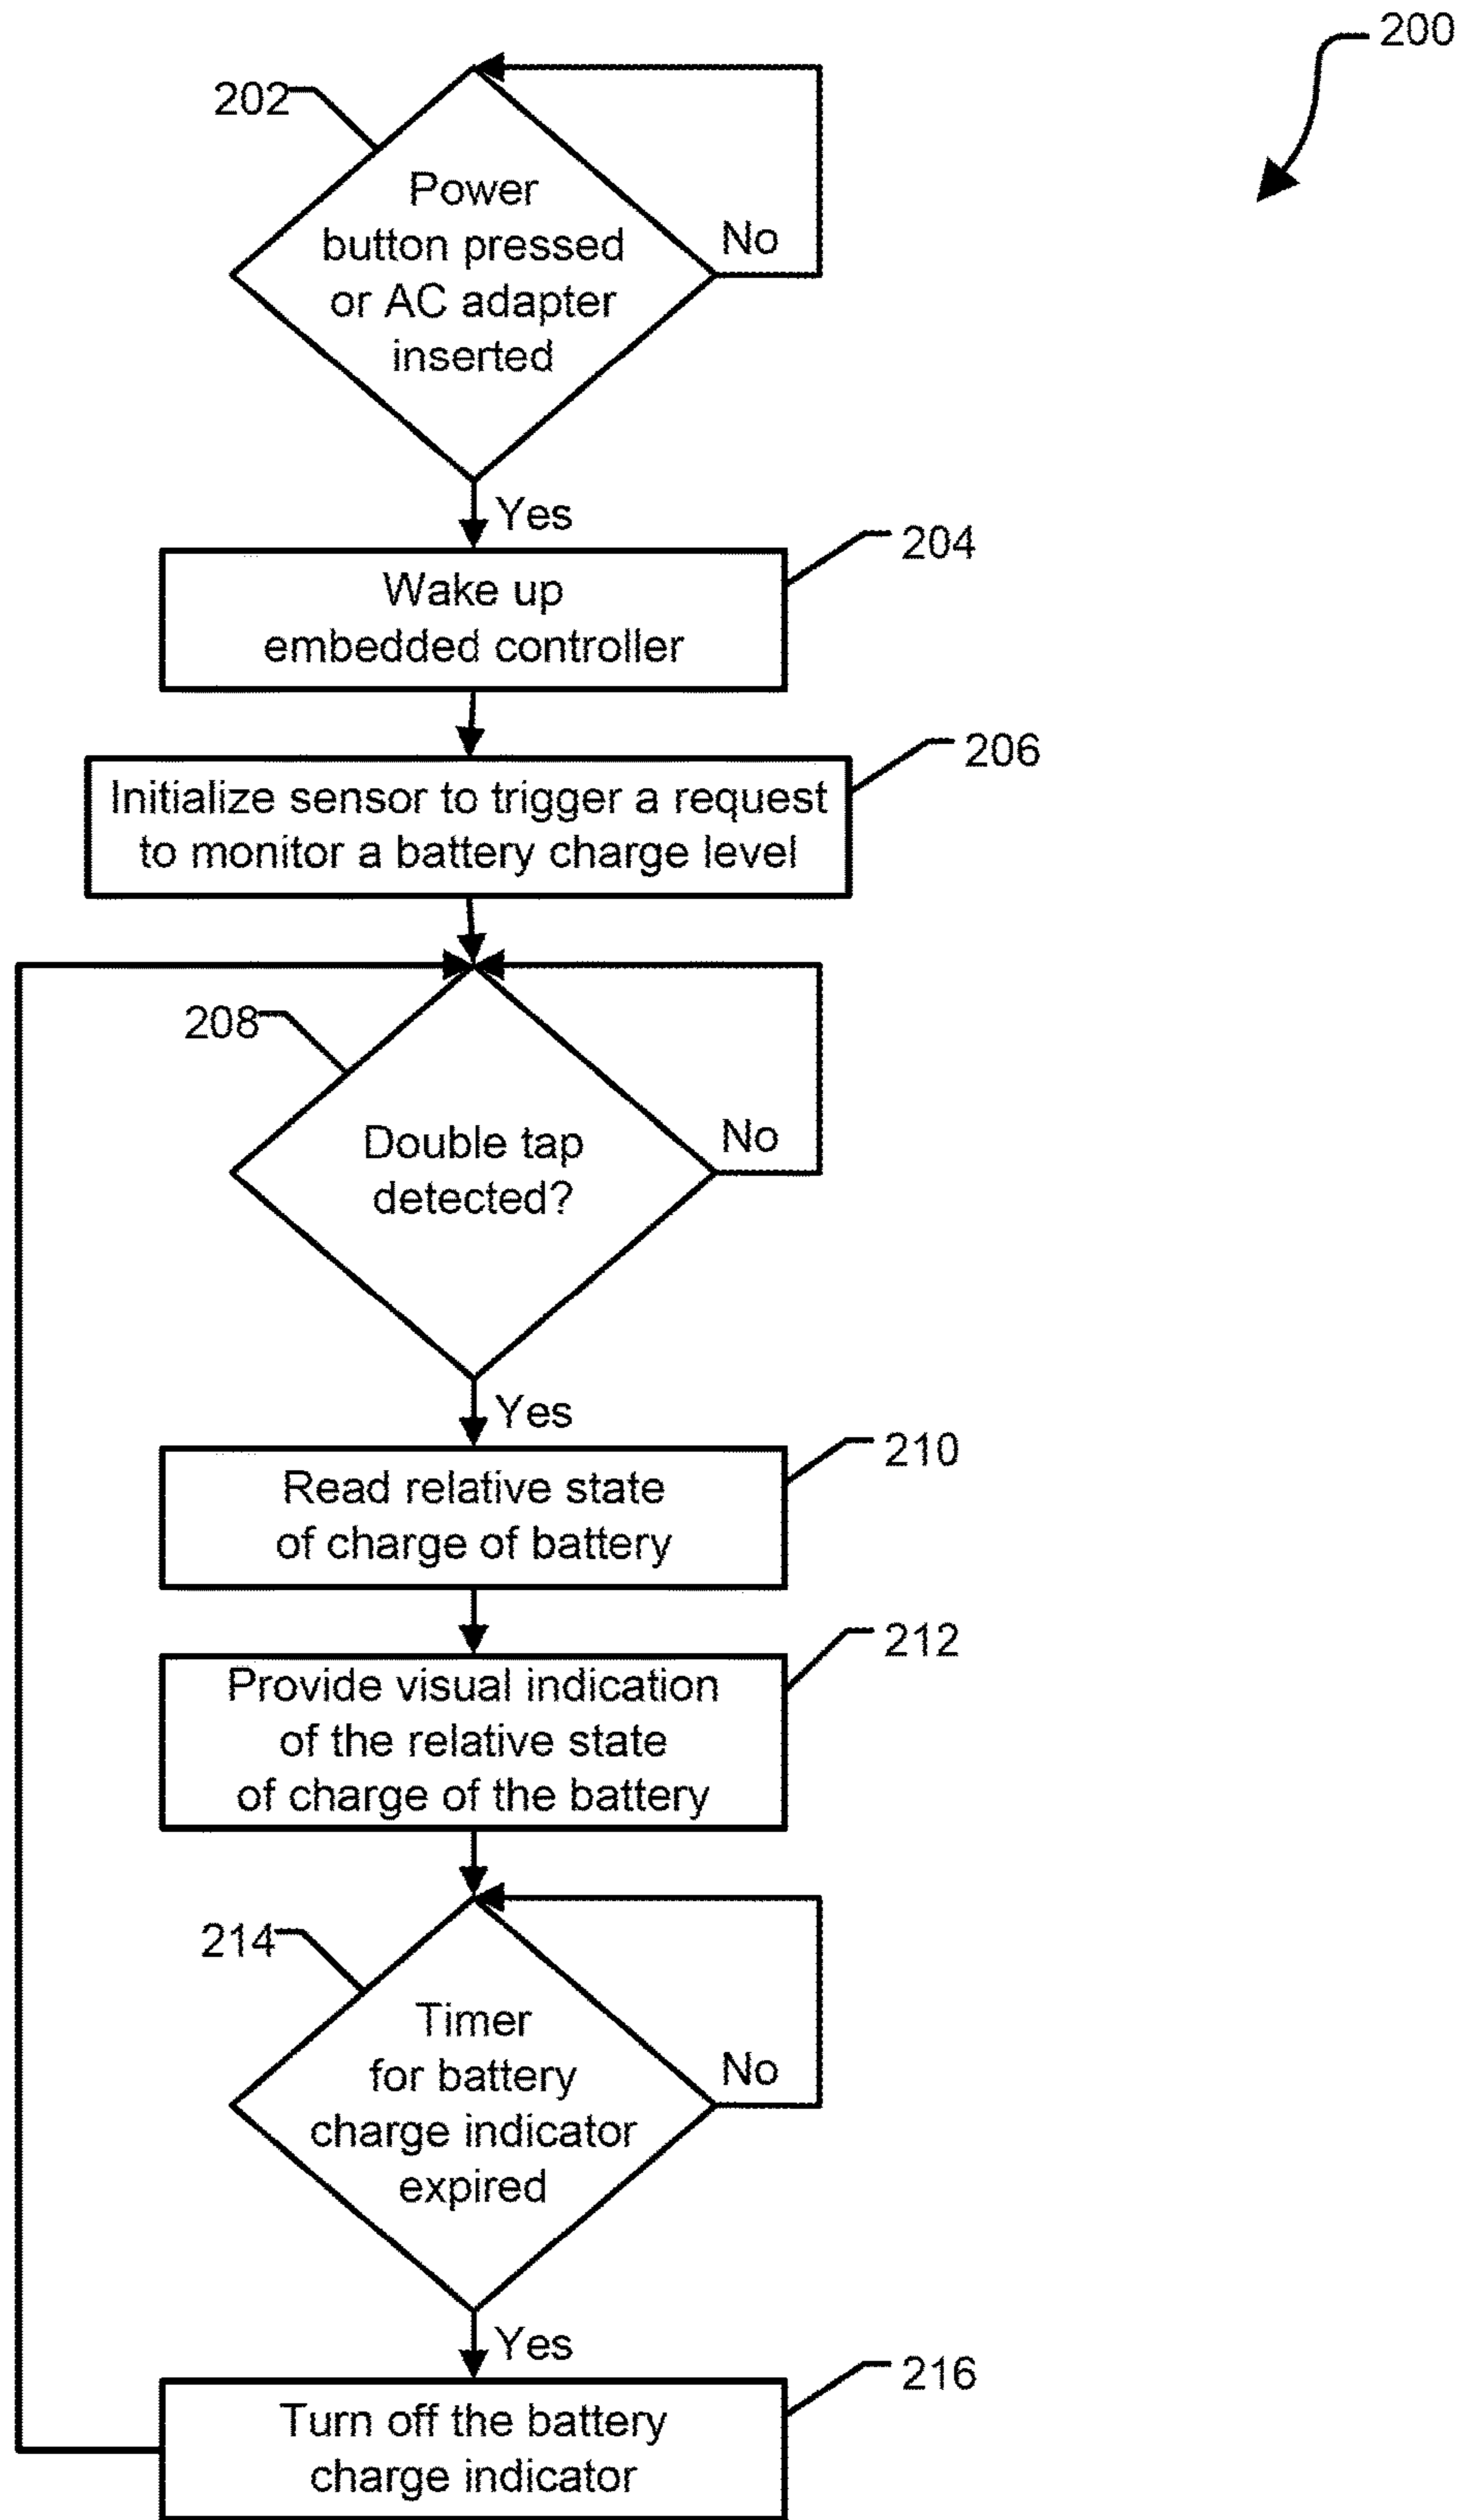 200
202
Power
button pressed
or AC adapter
inserted
No
Yes
204
Wake up
embedded controller
206
Initialize sensor to trigger a request
to monitor a battery charge level
208
Double tap
detected?
No
Yes
210
Read relative state
of charge of battery
212
Provide visual indication
of the relative state
of charge of the battery
214
Timer
for battery
charge indicator
expired
No
Yes
216
Turn off the battery
charge indicator